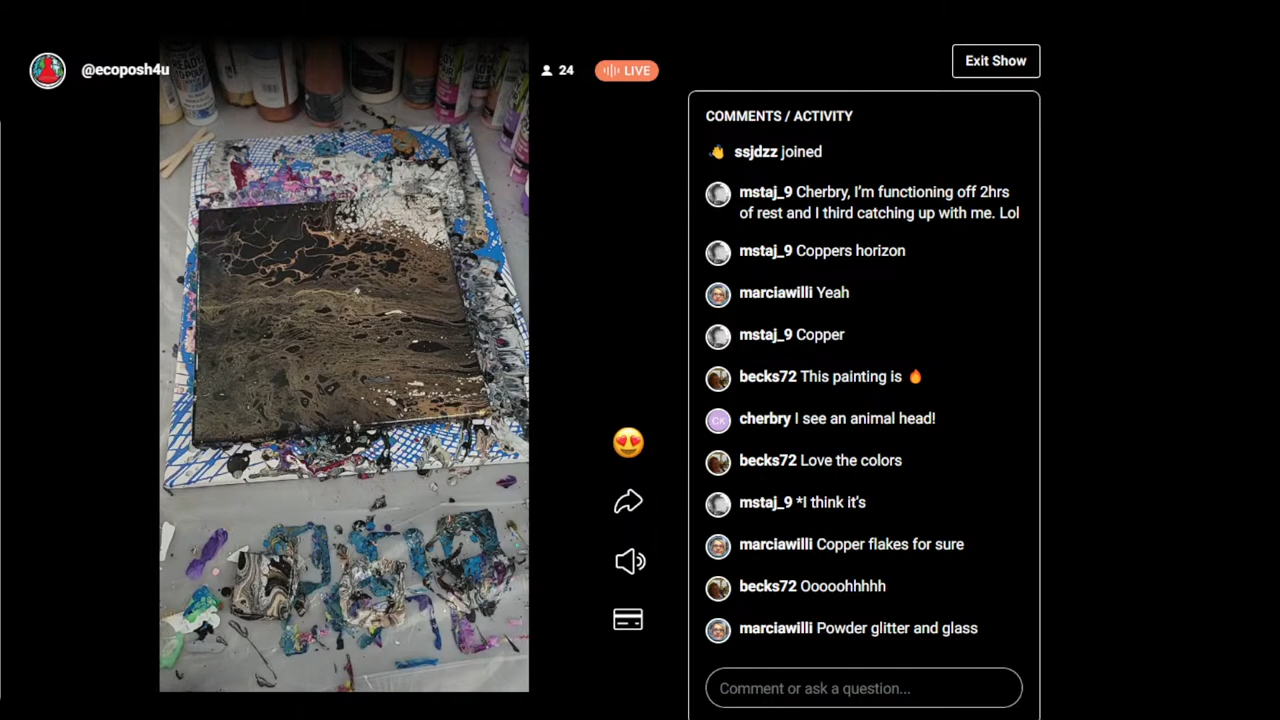 @ecoposh4u
24
LIVE
Exit Show
COMMENTS / ACTIVITY
ssjdzz joined
mstaj_9 Cherbry, I'm functioning off 2hrs
of rest and I third catching up with me. Lol
mstaj_9 Coppers horizon
marciawilli Yeah
mstaj_9 Copper
becks72 This painting is 🔥
CK
cherbry I see an animal head!
becks72 Love the colors
mstaj_9 *I think it's
marciawilli Copper flakes for sure
becks72 Ooooohhhhh
marciawilli Powder glitter and glass
Comment or ask a question...